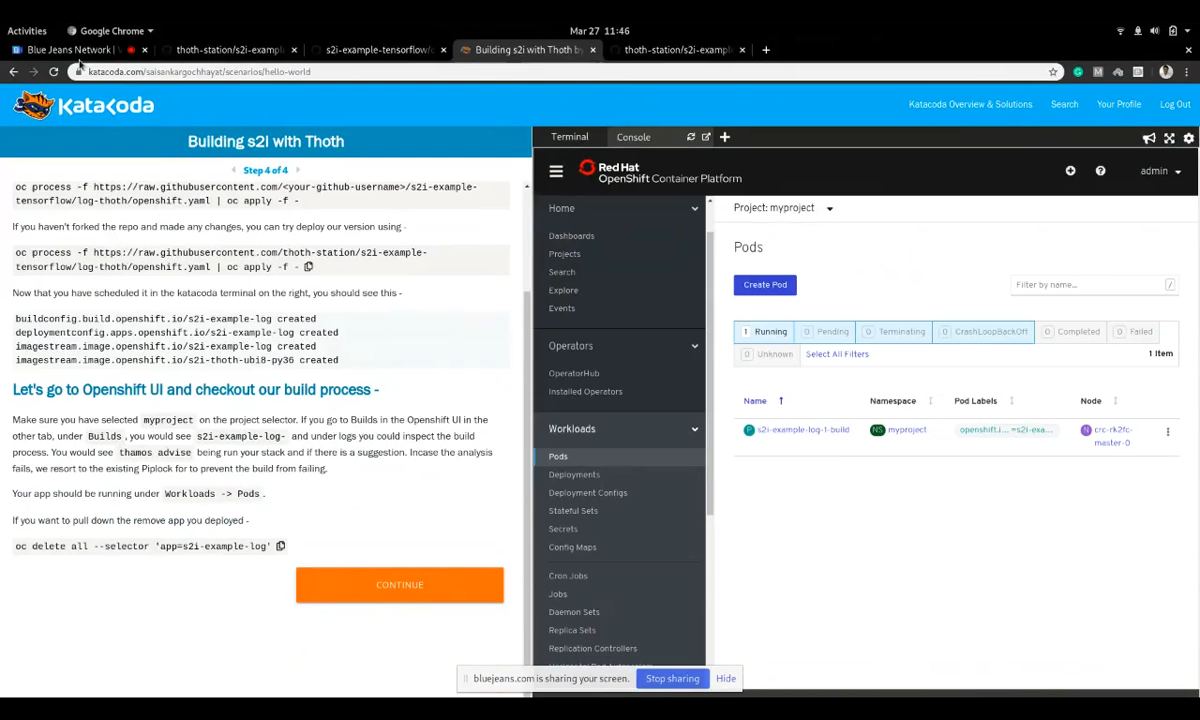 Activities
Google Chrome
Mar 27 11:46
Blue Jeans Network |
thoth-station/s2i-exampl
s2i-example-tensorflow/
Building s2i with Thoth by
thoth-station/s2i-exampl
katacoda.com/saisankargochhayat/scenarios/hello-world
Katacoda
Katacoda Overview & Solutions
Search
Your Profile
Log Out
Building s2i with Thoth
Step 4 of 4
oc process -f https://raw.githubusercontent.com/<your-github-username>/s2i-example-
tensorflow/log-thoth/openshift.yaml | oc apply -f -
If you haven't forked the repo and made any changes, you can try deploy our version using -
oc process -f https://raw.githubusercontent.com/thoth-station/s2i-example-
tensorflow/log-thoth/openshift.yaml | oc apply -f -
Now that you have scheduled it in the katacoda terminal on the right, you should see this -
buildconfig.build.openshift.io/s2i-example-log created
deploymentconfig.apps.openshift.io/s2i-example-log created
imagestream.image.openshift.io/s2i-example-log created
imagestream.image.openshift.io/s2i-thoth-ubi8-py36 created
Let's go to Openshift UI and checkout our build process -
Make sure you have selected myproject on the project selector. If you go to Builds in the Openshift UI in the
other tab, under Builds, you would see s2i-example-log- and under logs you could inspect the build
process. You would see thamos advise being run your stack and if there is a suggestion. Incase the analysis
fails, we resort to the existing Piplock for to prevent the build from failing.
Your app should be running under Workloads -> Pods.
If you want to pull down the remove app you deployed -
oc delete all --selector 'app=s2i-example-log'
CONTINUE
Terminal
Console
Red Hat
OpenShift Container Platform
admin
Home
Dashboards
Projects
Search
Explore
Events
Operators
OperatorHub
Installed Operators
Workloads
Pods
Deployments
Deployment Configs
Stateful Sets
Secrets
Config Maps
Cron Jobs
Jobs
Daemon Sets
Replica Sets
Replication Controllers
Project: myproject
Pods
Create Pod
Filter by name...
/
1 Running
0 Pending
0 Terminating
0 CrashLoopBackOff
0 Completed
0 Failed
0 Unknown
Select All Filters
1 Item
Name
Namespace
Pod Labels
Node
P s2i-example-log-1-build
NS myproject
openshift.i... =s2i-exa...
N crc-rk2fc-
master-0
bluejeans.com is sharing your screen.
Stop sharing
Hide